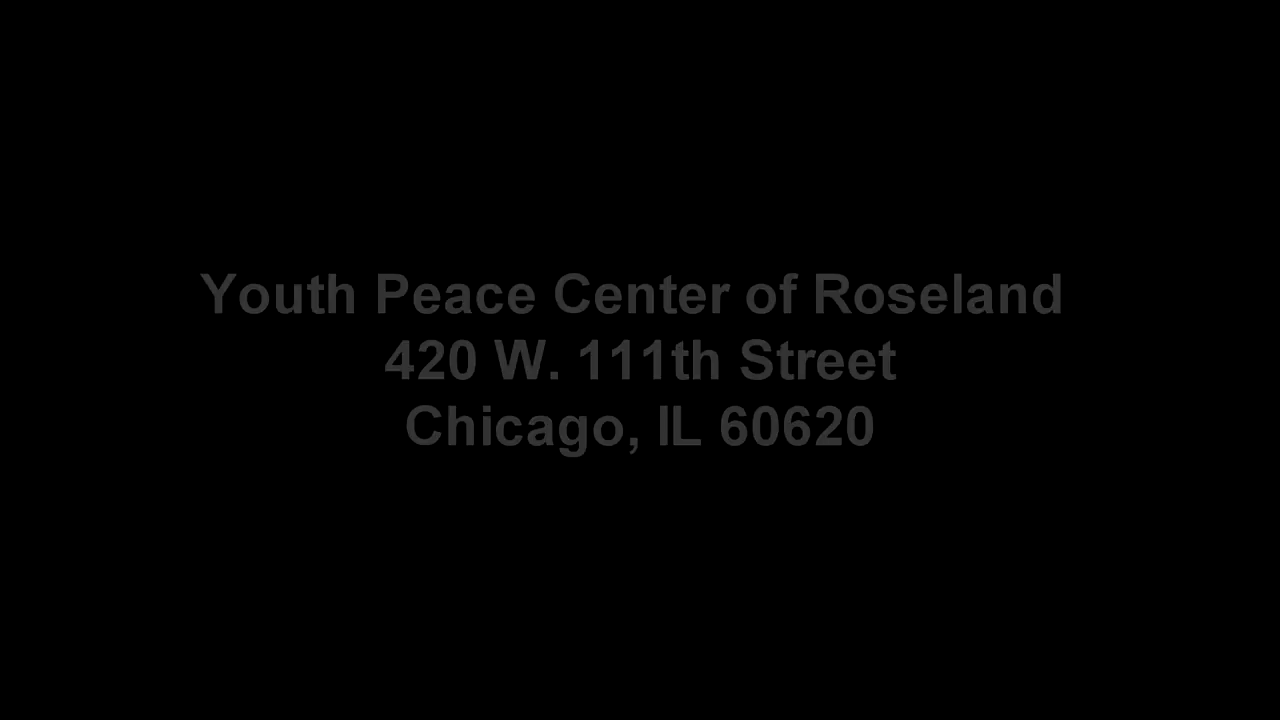 Youth Peace Center of Roseland
420 W. 111th Street
Chicago, IL 60620